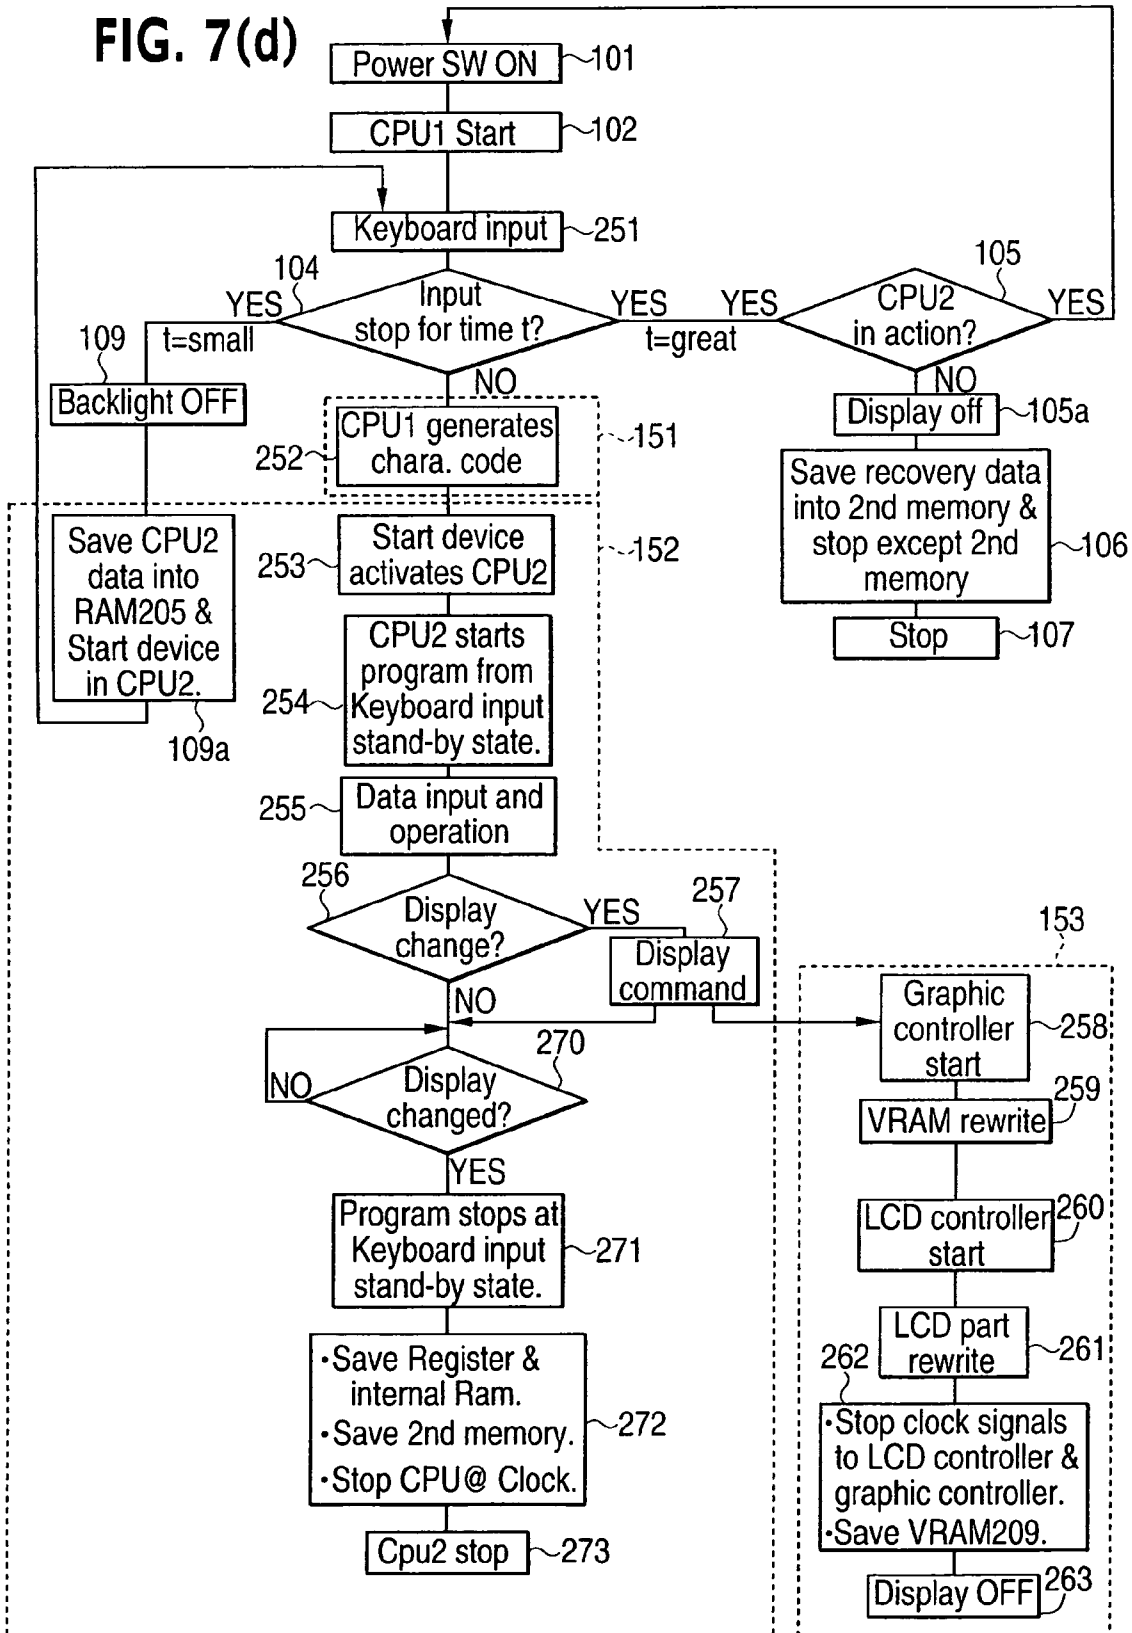 FIG. 7(d)
Power SW ON
101
CPU1 Start
102
Keyboard input
251
104
Input
stop for time t?
YES
t=small
YES
t=great
NO
YES
105
CPU2
in action?
YES
NO
109
Backlight OFF
Display off
105a
CPU1 generates
chara. code
252
151
Save recovery data
into 2nd memory &
stop except 2nd
memory
106
Stop
107
Save CPU2
data into
RAM205 &
Start device
in CPU2.
109a
Start device
activates CPU2
253
152
CPU2 starts
program from
Keyboard input
stand-by state.
254
Data input and
operation
255
256
Display
change?
YES
NO
257
Display
command
153
Graphic
controller
start
258
270
Display
changed?
NO
YES
259
VRAM rewrite
Program stops at
Keyboard input
stand-by state.
271
LCD controller
start
260
LCD part
rewrite
261
•Save Register &
internal Ram.
•Save 2nd memory.
•Stop CPU@ Clock.
272
262
•Stop clock signals
to LCD controller &
graphic controller.
•Save VRAM209.
Cpu2 stop
273
Display OFF
263